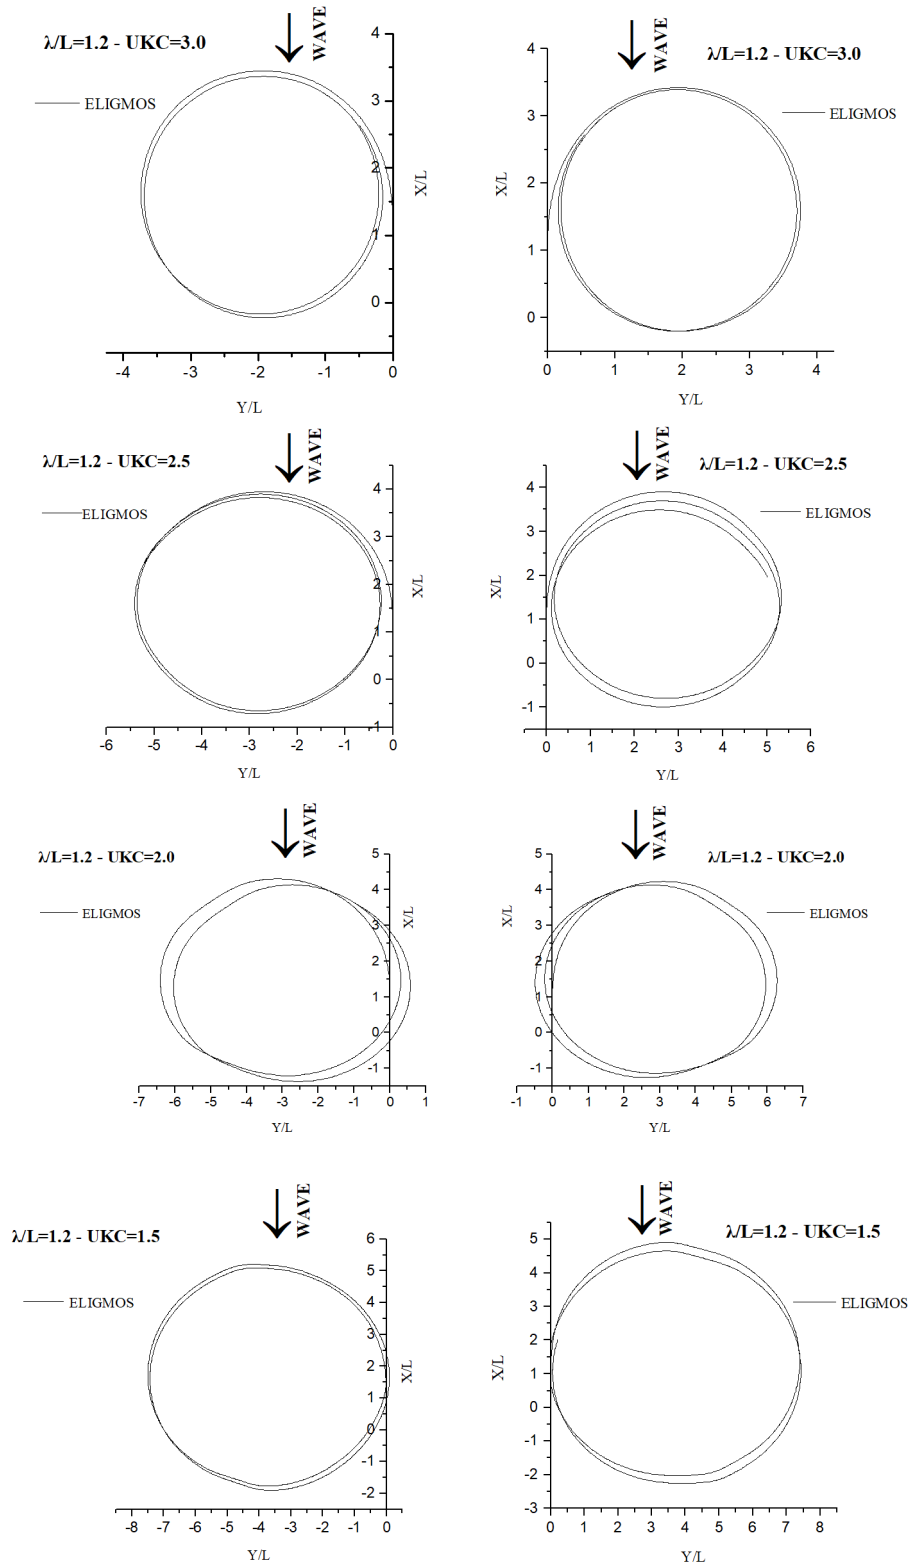 λ/L=1.2 - UKC=3.0
WAVE
ELIGMOS
4
3
2
1
0
X/L
-4 -3 -2 -1 0
Y/L
WAVE
λ/L=1.2 - UKC=3.0
ELIGMOS
4
3
2
1
0
X/L
0 1 2 3 4
Y/L
λ/L=1.2 - UKC=2.5
WAVE
ELIGMOS
4
3
2
1
0
1
X/L
-6 -5 -4 -3 -2 -1 0
Y/L
WAVE
λ/L=1.2 - UKC=2.5
ELIGMOS
4
3
2
1
0
-1
X/L
0 1 2 3 4 5 6
Y/L
λ/L=1.2 - UKC=2.0
WAVE
ELIGMOS
5
4
3
2
1
0
-1
X/L
-7 -6 -5 -4 -3 -2 -1 0 1
Y/L
WAVE
λ/L=1.2 - UKC=2.0
ELIGMOS
5
4
3
2
1
0
-1
X/L
-1 0 1 2 3 4 5 6 7
Y/L
λ/L=1.2 - UKC=1.5
WAVE
ELIGMOS
6
5
4
3
2
1
0
-1
-2
X/L
-8 -7 -6 -5 -4 -3 -2 -1 0
Y/L
WAVE
λ/L=1.2 - UKC=1.5
ELIGMOS
5
4
3
2
1
0
-1
-2
-3
X/L
0 1 2 3 4 5 6 7 8
Y/L